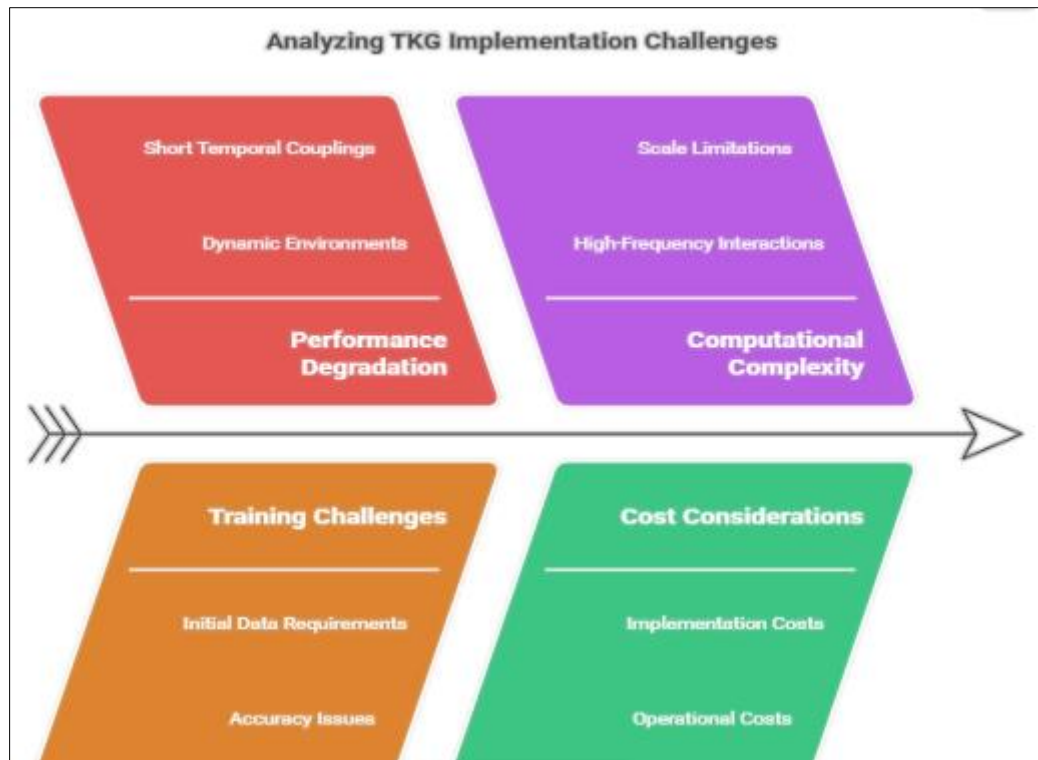 Analyzing TKG Implementation Challenges
Short Temporal Couplings
Dynamic Environments
Performance
Degradation
Scale Limitations
High-Frequency Interactions
Computational
Complexity
Training Challenges
Initial Data Requirements
Accuracy Issues
Cost Considerations
Implementation Costs
Operational Costs